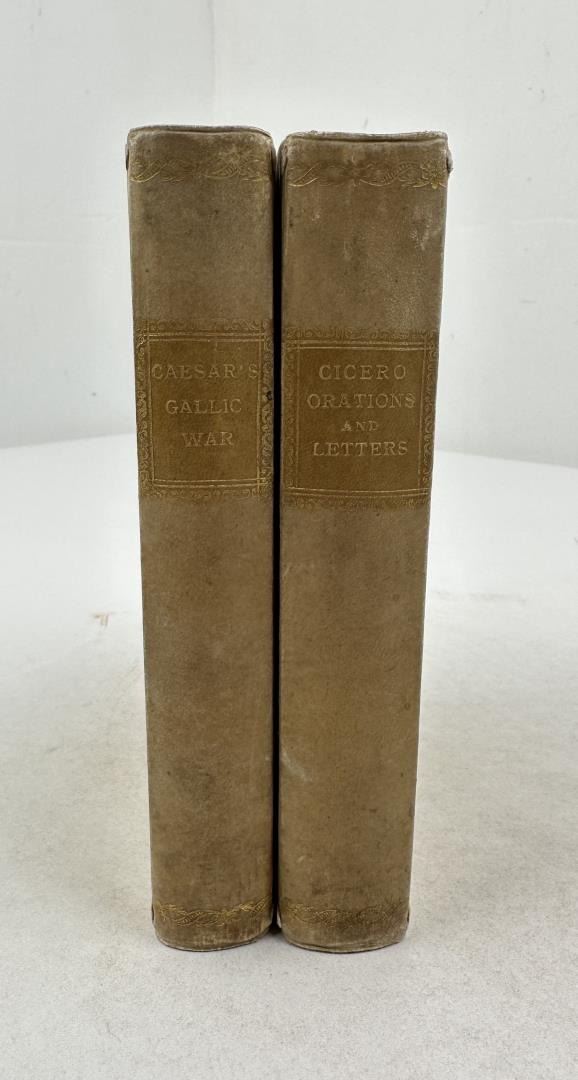 CAESAR'S
GALLIC
WAR
CICERO
ORATIONS
AND
LETTERS